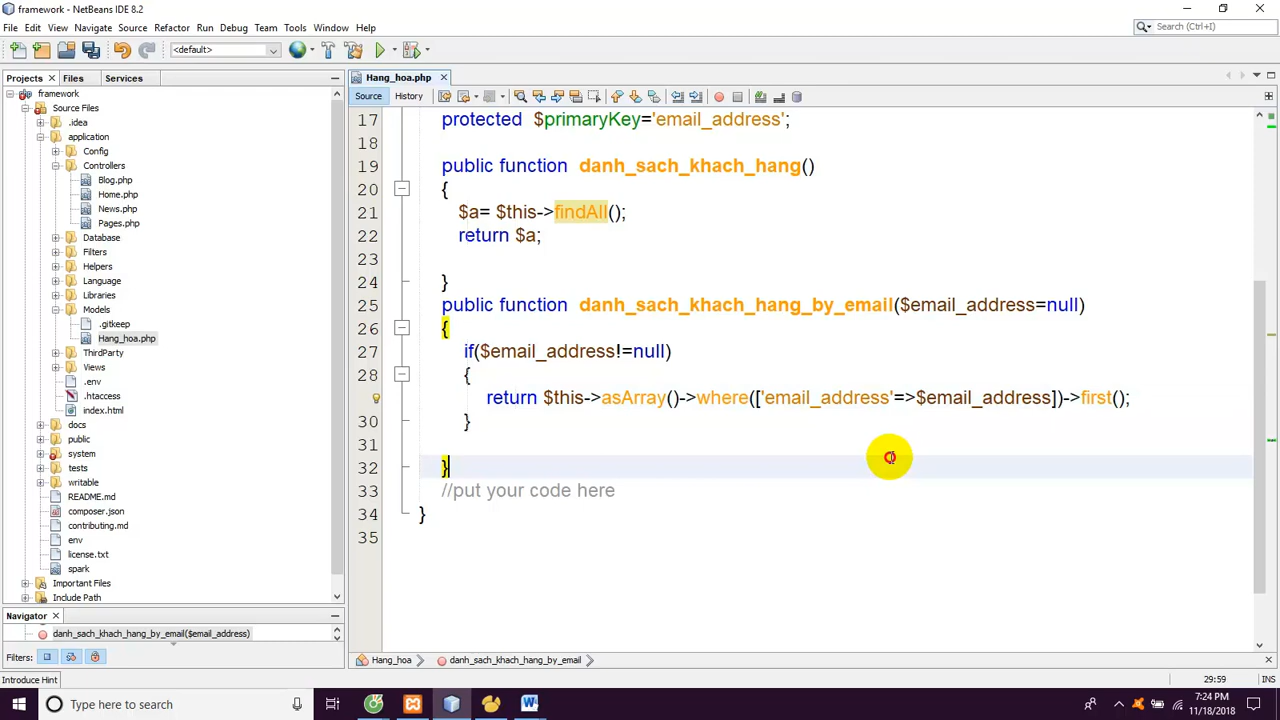 framework - NetBeans IDE 8.2
File Edit View Navigate Source Refactor Run Debug Team Tools Window Help
Search (Ctrl+I)
<default>
Projects Files Services
Hang_hoa.php
Source History
framework
Source Files
.idea
application
Config
Controllers
Blog.php
Home.php
News.php
Pages.php
Database
Filters
Helpers
Language
Libraries
Models
.gitkeep
Hang_hoa.php
ThirdParty
Views
.env
.htaccess
index.html
docs
public
system
tests
writable
README.md
composer.json
contributing.md
env
license.txt
spark
Important Files
Include Path
17 protected $primaryKey='email_address';
18
19 public function danh_sach_khach_hang()
20 {
21 $a= $this->findAll();
22 return $a;
23
24 }
25 public function danh_sach_khach_hang_by_email($email_address=null)
26 {
27 if($email_address!=null)
28 {
return $this->asArray()->where(['email_address'=>$email_address])->first();
30 }
31
32 }
33 //put your code here
34 }
35
Navigator
danh_sach_khach_hang_by_email($email_address)
Filters:
Hang_hoa danh_sach_khach_hang_by_email
Introduce Hint
29:59 INS
Type here to search
7:24 PM
11/18/2018